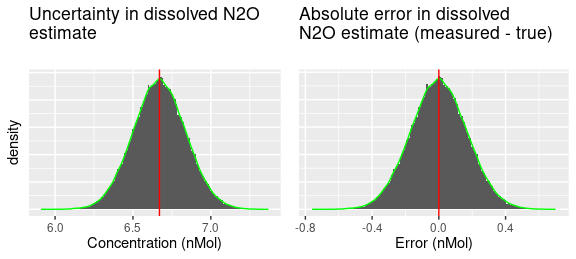 Uncertainty in dissolved N2O
estimate
Absolute error in dissolved
N2O estimate (measured - true)
density
6.0 6.5 7.0
Concentration (nMol)
-0.8 -0.4 0.0 0.4
Error (nMol)